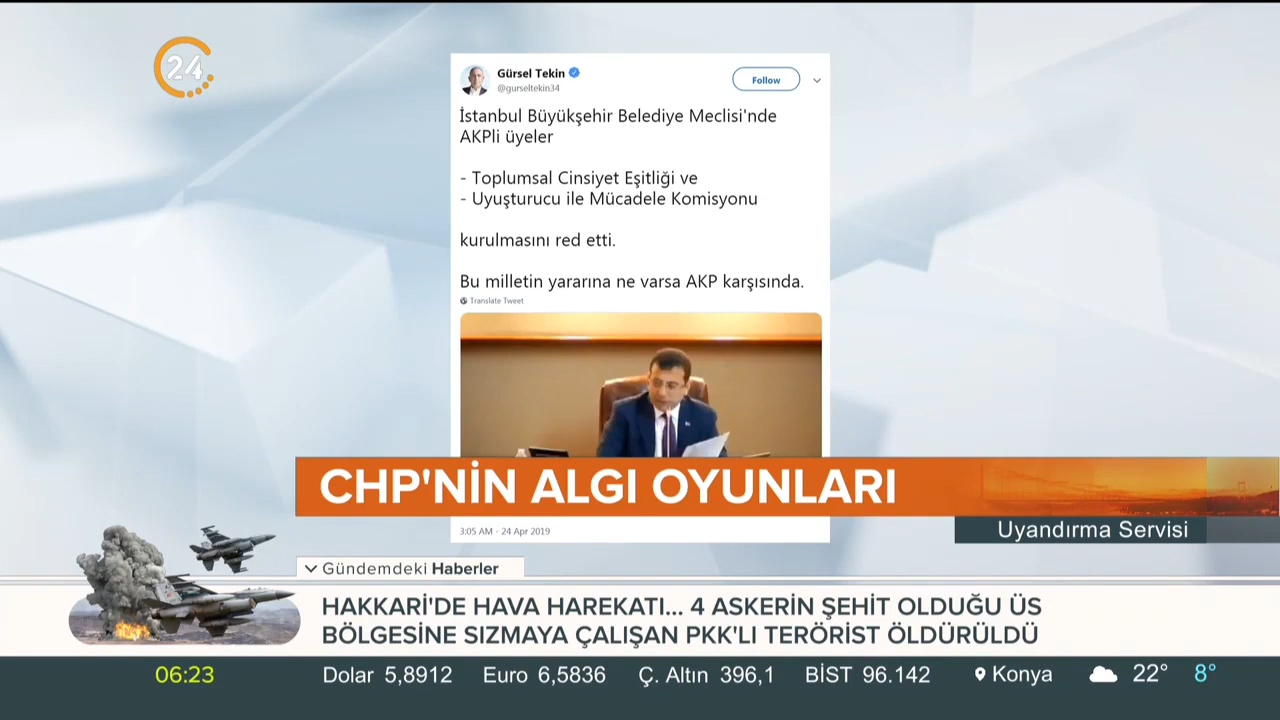 24
Gürsel Tekin
@gurseltekin34
Follow
İstanbul Büyükşehir Belediye Meclisi'nde
AKPli üyeler
- Toplumsal Cinsiyet Eşitliği ve
- Uyuşturucu ile Mücadele Komisyonu
kurulmasını red etti.
Bu milletin yararına ne varsa AKP karşısında.
Translate Tweet
CHP'NİN ALGI OYUNLARI
3:05 AM - 24 Apr 2019
Uyandırma Servisi
Gündemdeki Haberler
HAKKARİ'DE HAVA HAREKATI... 4 ASKERİN ŞEHİT OLDUĞU ÜS
BÖLGESİNE SIZMAYA ÇALIŞAN PKK'LI TERÖRİST ÖLDÜRÜLDÜ
06:23 Dolar 5,8912 Euro 6,5836 Ç. Altın 396,1 BİST 96.142 Konya 22° 8°